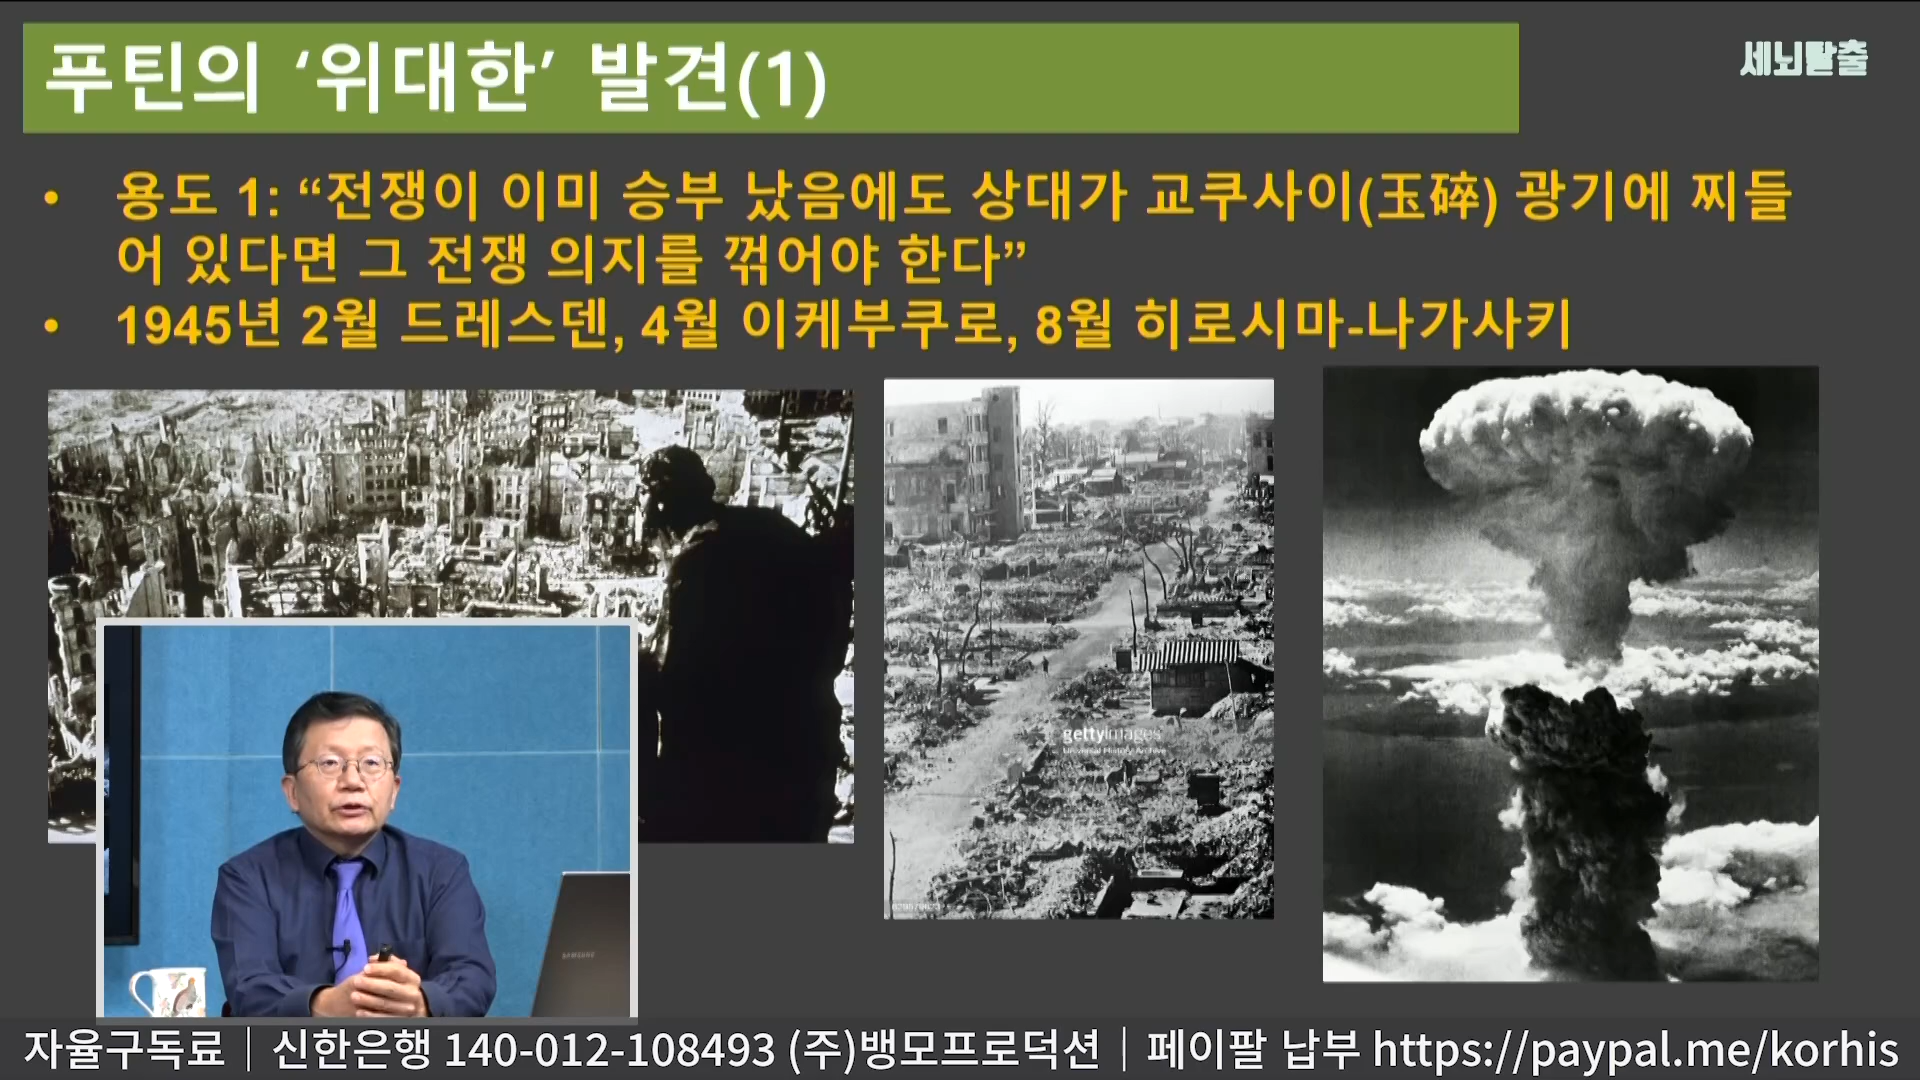 푸틴의 ‘위대한’ 발견(1)
세뇌탈출
• 용도 1: “전쟁이 이미 승부 났음에도 상대가 교쿠사이(玉碎) 광기에 찌들
어 있다면 그 전쟁 의지를 꺾어야 한다”
• 1945년 2월 드레스덴, 4월 이케부쿠로, 8월 히로시마-나가사키
gettyimages
Universal History Archive
SAMSUNG
자율구독료｜신한은행 140-012-108493 (주)뱅모프로덕션｜페이팔 납부 https://paypal.me/korhis